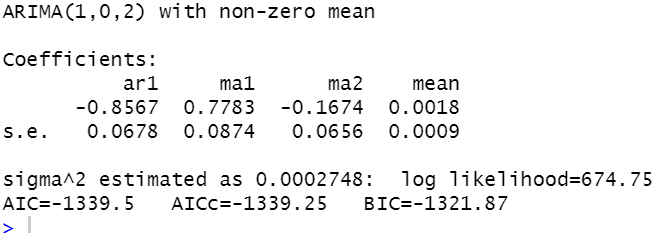 ARIMA(1,0,2) with non-zero mean
Coefficients:
ar1 ma1 ma2 mean
-0.8567 0.7783 -0.1674 0.0018
s.e. 0.0678 0.0874 0.0656 0.0009
sigma^2 estimated as 0.0002748: log likelihood=674.75
AIC=-1339.5 AICc=-1339.25 BIC=-1321.87
>